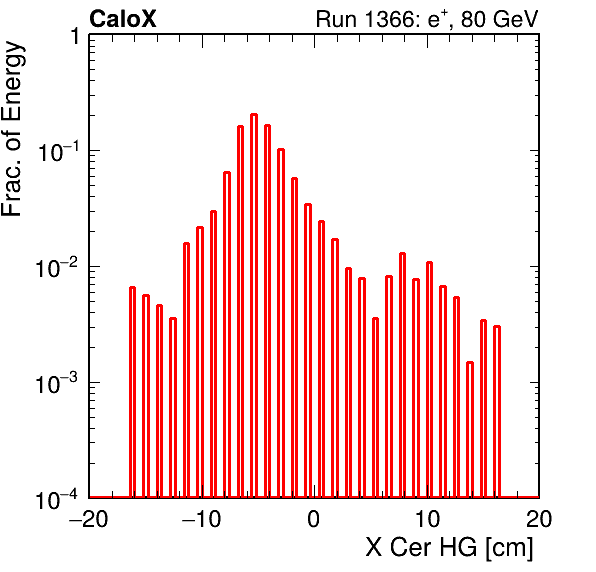 CaloX Run 1366: e⁺, 80 GeV
Frac. of Energy
1
10⁻¹
10⁻²
10⁻³
10⁻⁴
−20 −10 0 10 20
X Cer HG [cm]